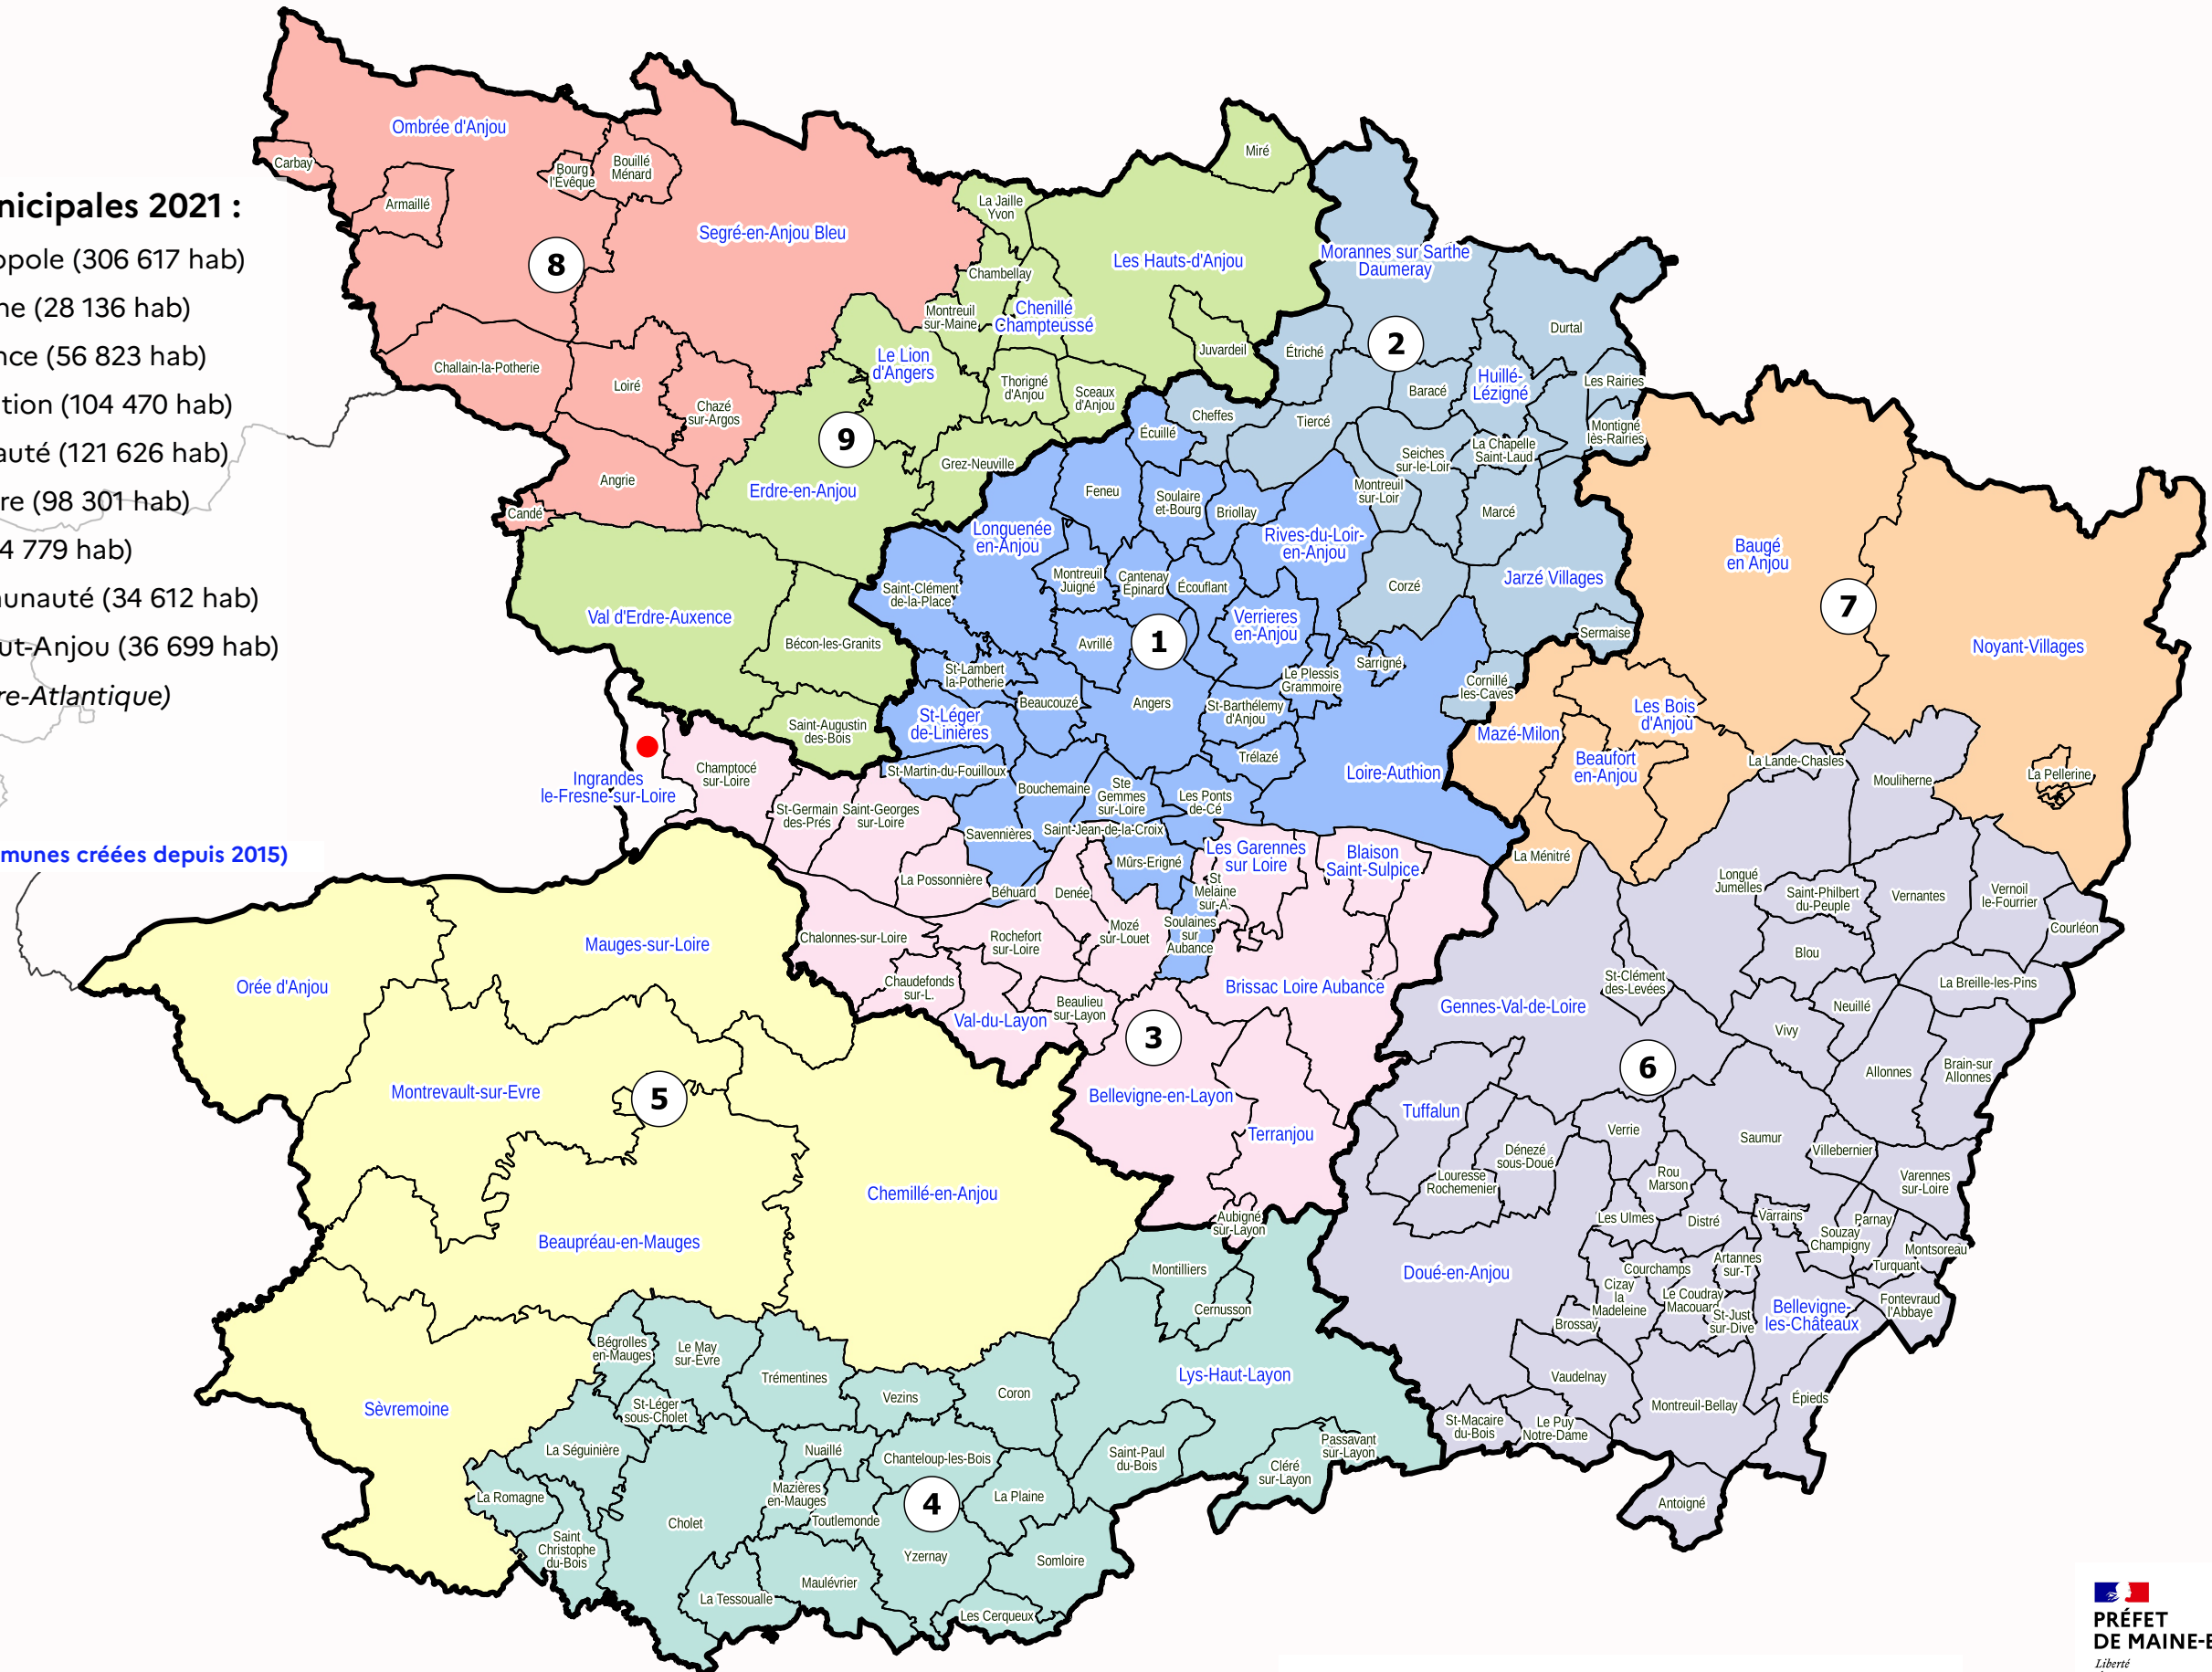 nicipales 2021 :
opole (306 617 hab)
ne (28 136 hab)
nce (56 823 hab)
tion (104 470 hab)
auté (121 626 hab)
re (98 301 hab)
4 779 hab)
unauté (34 612 hab)
ut-Anjou (36 699 hab)
re-Atlantique)
munes créées depuis 2015)
Ombrée d'Anjou
Carbay
Armaillé
Bourg
l'Évêque
Bouillé
Ménard
8
Segré-en-Anjou Bleu
Challain-la-Potherie
Loiré
Chazé
sur-Argos
Angrie
Candé
La Jaille
Yvon
Miré
Chambellay
Les Hauts-d'Anjou
Montreuil
sur-Maine
Chenillé
Champteussé
Juvardeil
Le Lion
d'Angers
Thorigné
d'Anjou
Sceaux
d'Anjou
9
Grez-Neuville
Erdre-en-Anjou
Val d'Erdre-Auxence
Bécon-les-Granits
Saint-Augustin
des-Bois
Morannes sur Sarthe
Daumeray
Durtal
2
Étriché
Baracé
Huillé-
Lézigné
Les Rairies
Montigné
lès-Rairies
Cheffes
Tiercé
Seiches
sur-le-Loir
La Chapelle
Saint-Laud
Montreuil
sur-Loir
Marcé
Corzé
Jarzé Villages
Sermaise
Cornillé
les-Caves
Écuillé
Feneu
Soulaire
et-Bourg
Briollay
Longuenée
en-Anjou
Rives-du-Loir-
en-Anjou
Saint-Clément
de-la-Place
Montreuil
Juigné
Cantenay
Épinard
Écouflant
Verrieres
en-Anjou
Avrillé
1
St-Lambert
la-Potherie
Le Plessis
Grammoire
Sarrigné
Beaucouzé
Angers
St-Barthélemy
d'Anjou
St-Léger
de-Linières
Trélazé
Loire-Authion
St-Martin-du-Fouilloux
Bouchemaine
Ste
Gemmes
sur-Loire
Les Ponts
de-Cé
Savennières
Saint-Jean-de-la-Croix
Mûrs-Erigné
Béhuard
Soulaines
sur
Aubance
Baugé
en Anjou
7
Noyant-Villages
Mazé-Milon
Les Bois
d'Anjou
Beaufort
en-Anjou
La Pellerine
La Ménitré
Ingrandes
le-Fresne-sur-Loire
Champtocé
sur-Loire
St-Germain
des-Prés
Saint-Georges
sur-Loire
La Possonnière
Denée
Les Garennes
sur Loire
Blaison
Saint-Sulpice
St
Melaine
sur-A.
Chalonnes-sur-Loire
Rochefort
sur-Loire
Mozé
sur-Louet
Chaudefonds
sur-L.
Beaulieu
sur-Layon
Val-du-Layon
Brissac Loire Aubance
3
Bellevigne-en-Layon
Terranjou
Aubigné
sur-Layon
Orée d'Anjou
Mauges-sur-Loire
Montrevault-sur-Evre
5
Chemillé-en-Anjou
Beaupréau-en-Mauges
Sèvremoine
La Lande-Chasles
Mouliherne
Longué
Jumelles
Saint-Philbert
du-Peuple
Vernantes
Vernoil
le-Fourrier
Courléon
Blou
La Breille-les-Pins
St-Clément
des-Levées
Gennes-Val-de-Loire
Neuillé
Vivy
6
Allonnes
Brain-sur
Allonnes
Tuffalun
Verrie
Saumur
Villebernier
Dénezé
sous-Doué
Louresse
Rochemenier
Rou
Marson
Varennes
sur-Loire
Les Ulmes
Distré
Varrains
Parnay
Souzay
Champigny
Montsoreau
Turquant
Doué-en-Anjou
Courchamps
Artannes
sur-T
Cizay
la
Madeleine
Le Coudray
Macouard
St-Just
sur-Dive
Bellevigne-
les-Châteaux
Fontevraud
l'Abbaye
Brossay
Vaudelnay
Montreuil-Bellay
Épieds
St-Macaire
du-Bois
Le Puy
Notre-Dame
Antoigné
Montilliers
Cernusson
Bégrolles
en-Mauges
Le May
sur-Èvre
Trémentines
Vezins
Coron
Lys-Haut-Layon
St-Léger
sous-Cholet
La Séguinière
Nuaillé
Chanteloup-les-Bois
Saint-Paul
du-Bois
Passavant
sur-Layon
Cléré
sur-Layon
La Romagne
Mazières
en-Mauges
4
La Plaine
Cholet
Toutlemonde
Saint
Christophe
du-Bois
Yzernay
Somloire
La Tessoualle
Maulévrier
Les Cerqueux
PRÉFET
DE MAINE-E
Liberté